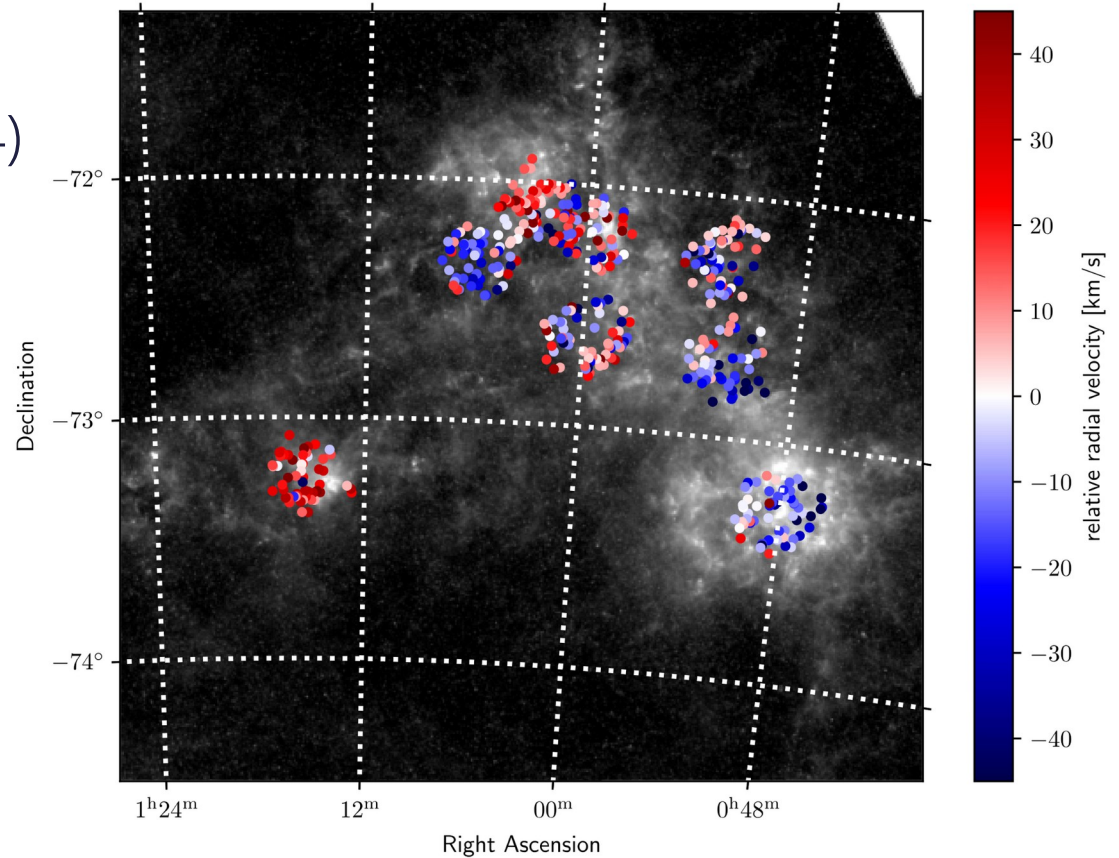 4)
−72°
−73°
−74°
Declination
1ʰ24ᵐ
12ᵐ
00ᵐ
0ʰ48ᵐ
Right Ascension
40
30
20
10
0
−10
−20
−30
−40
relative radial velocity [km/s]